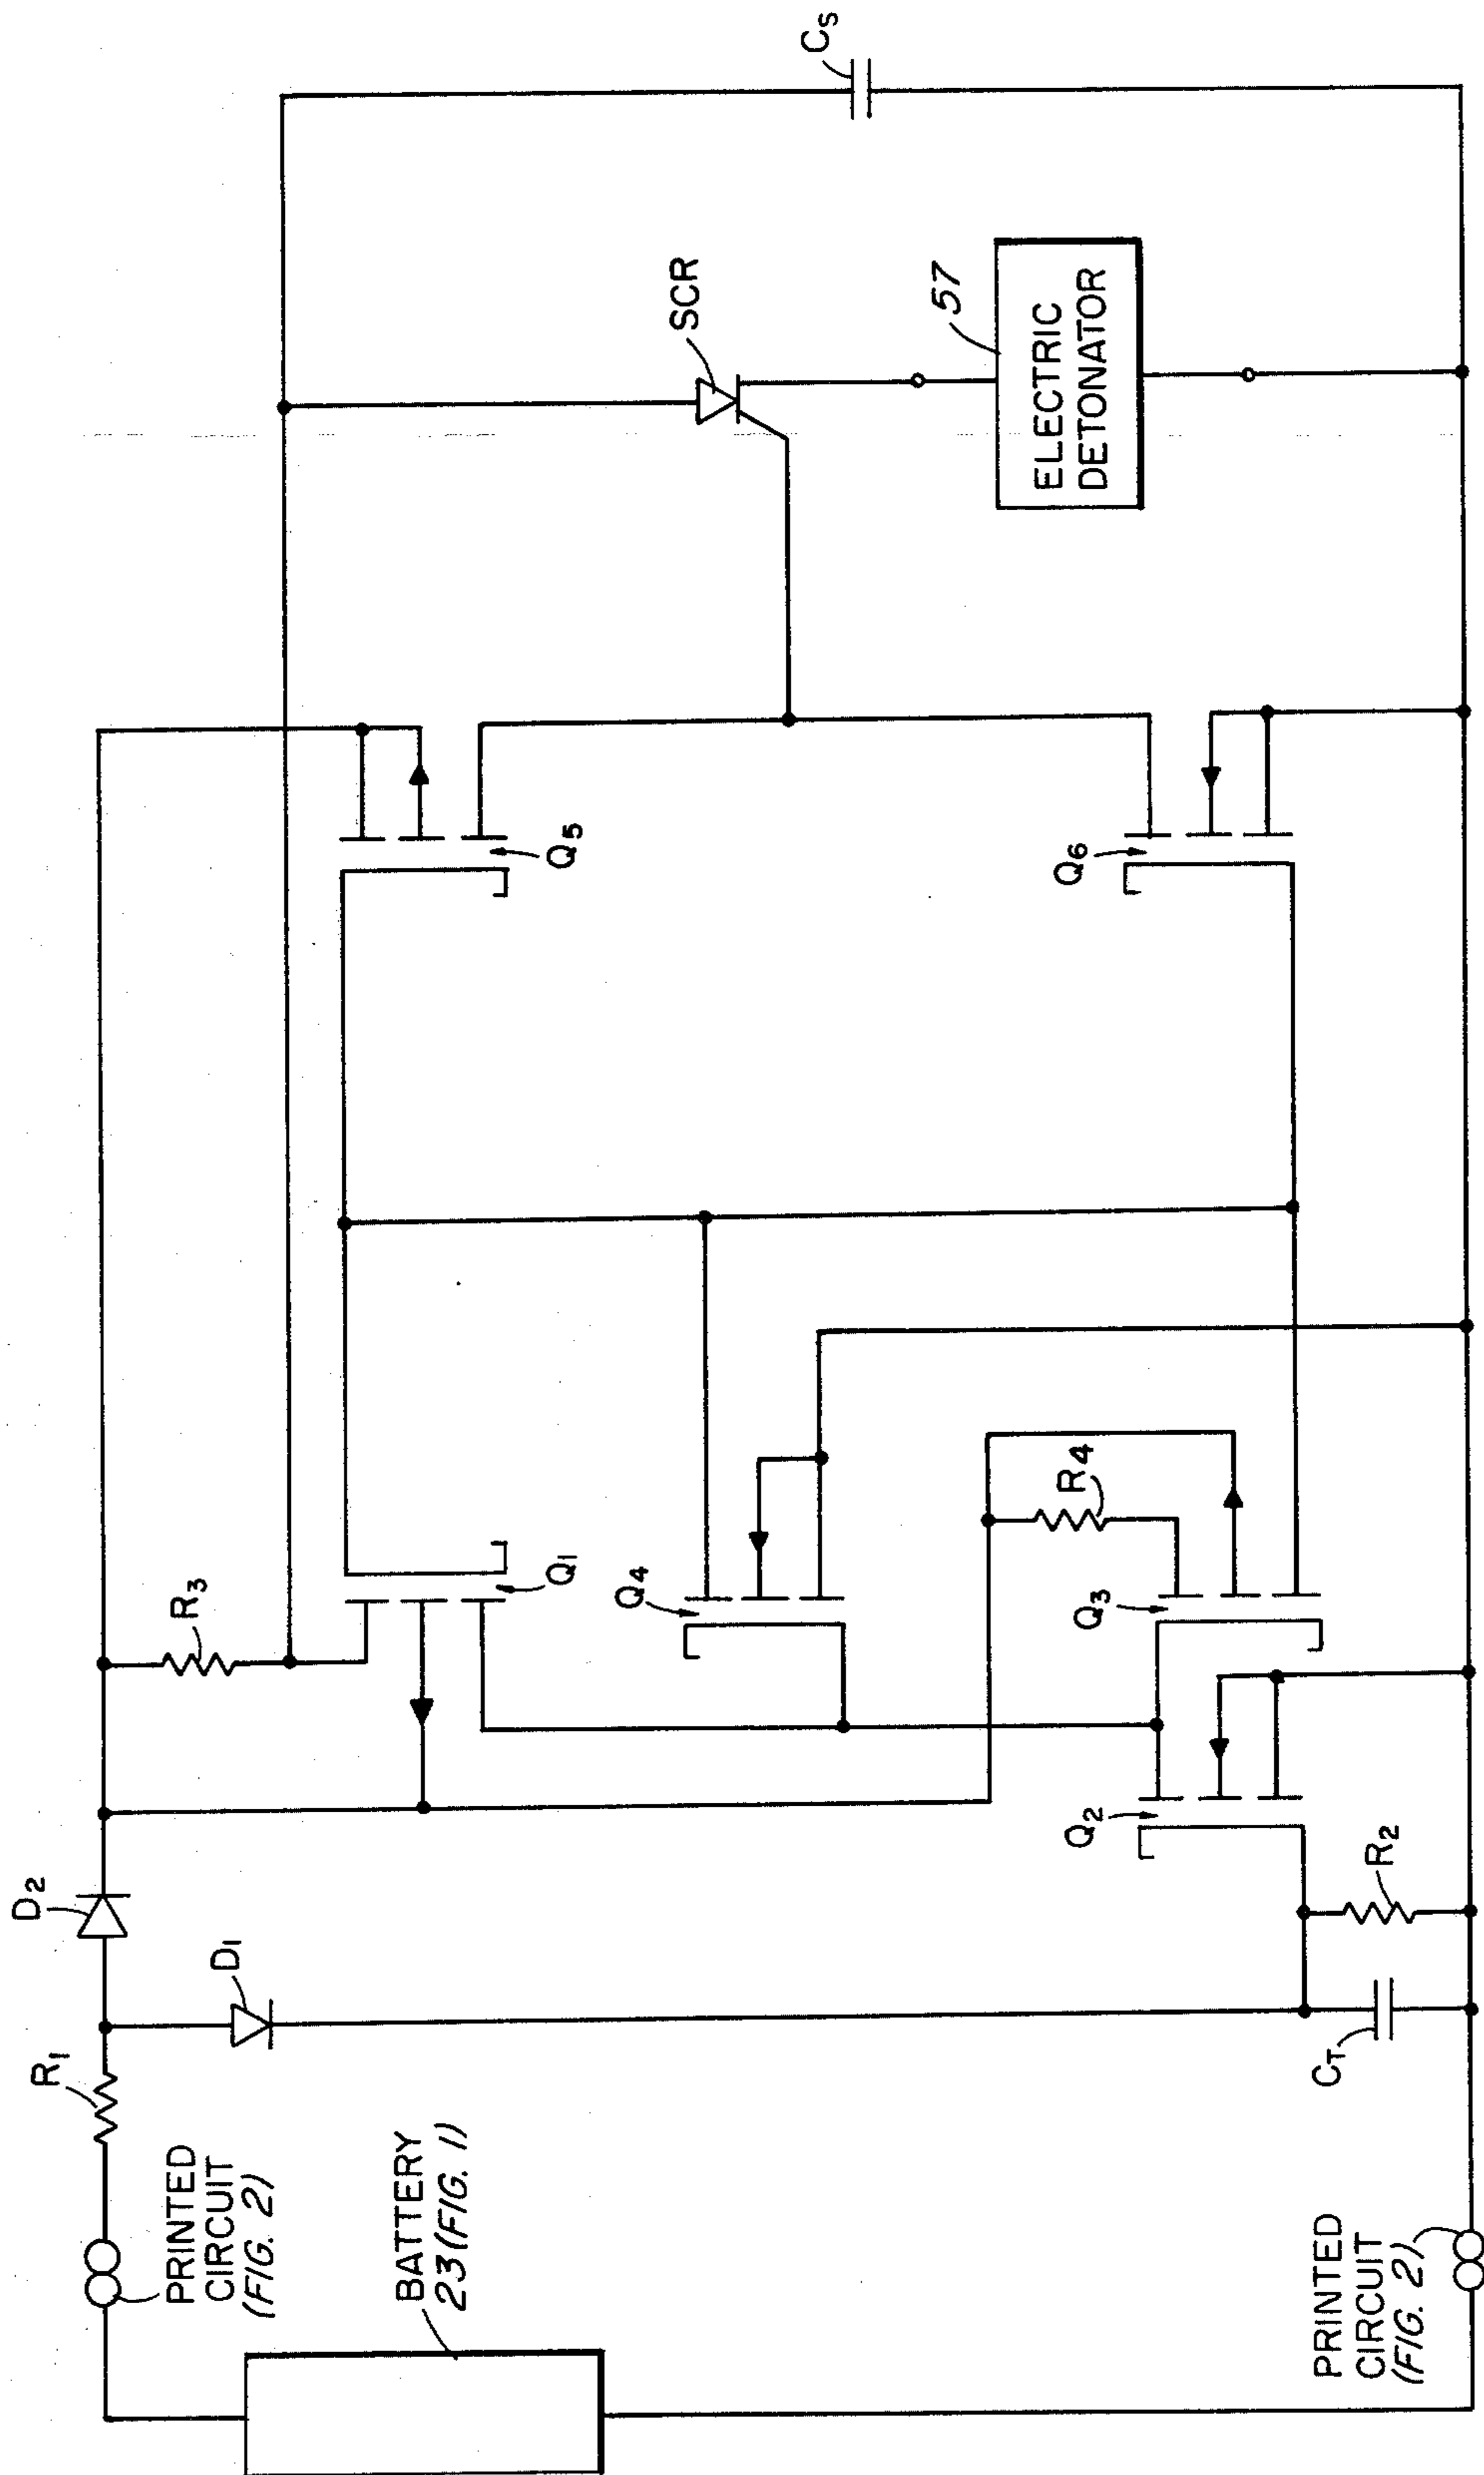 BATTERY
23 (FIG. 1)
PRINTED
CIRCUIT
(FIG. 2)
R1
D1
D2
R3
Q1
Q4
Q5
SCR
CS
57
ELECTRIC
DETONATOR
Q6
R4
Q3
Q2
R2
CT
PRINTED
CIRCUIT
(FIG. 2)